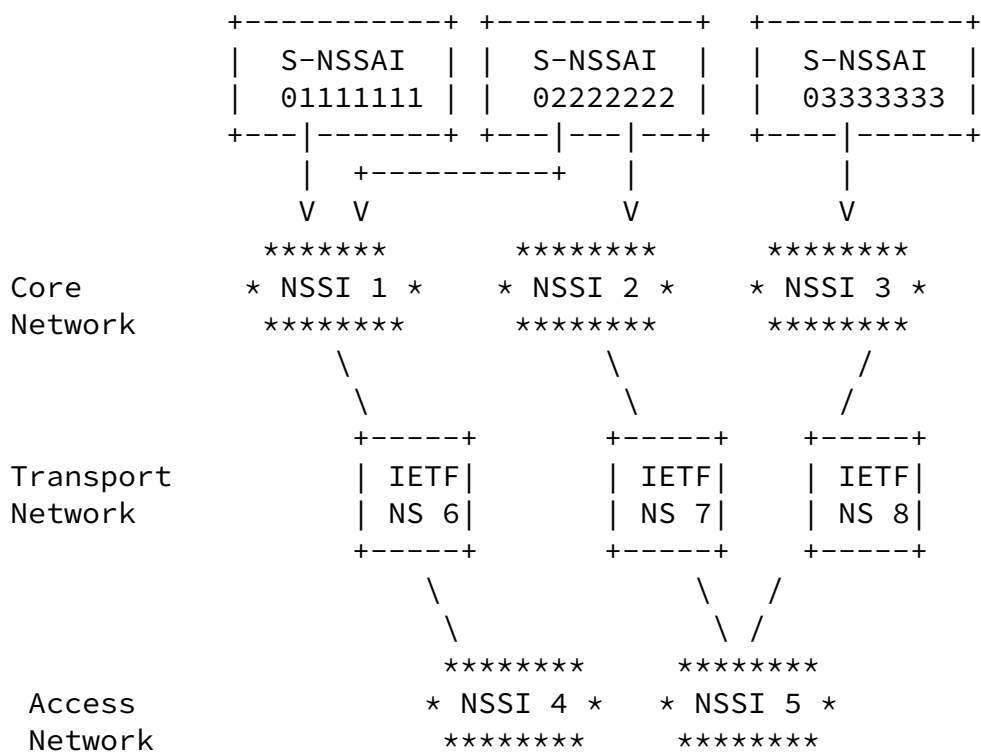 S-NSSAI S-NSSAI S-NSSAI
01111111 02222222 03333333
V V V V
Core * NSSI 1 * * NSSI 2 * * NSSI 3 *
Network
Transport IETF IETF IETF
Network NS 6 NS 7 NS 8
Access * NSSI 4 * * NSSI 5 *
Network